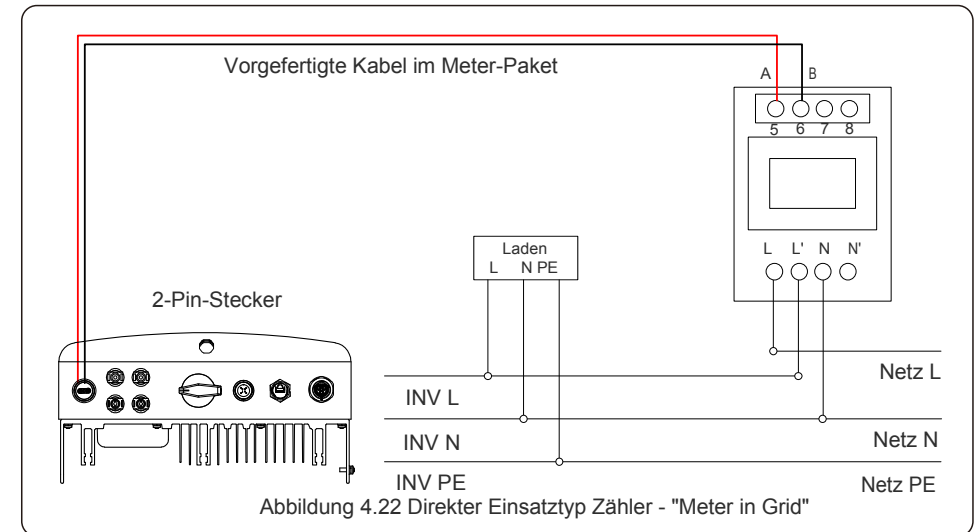 Vorgefertigte Kabel im Meter-Paket
A B
5 6 7 8
Laden
L N PE
L L' N N'
2-Pin-Stecker
Netz L
INV L
INV N
Netz N
INV PE
Netz PE
Abbildung 4.22 Direkter Einsatztyp Zähler - "Meter in Grid"